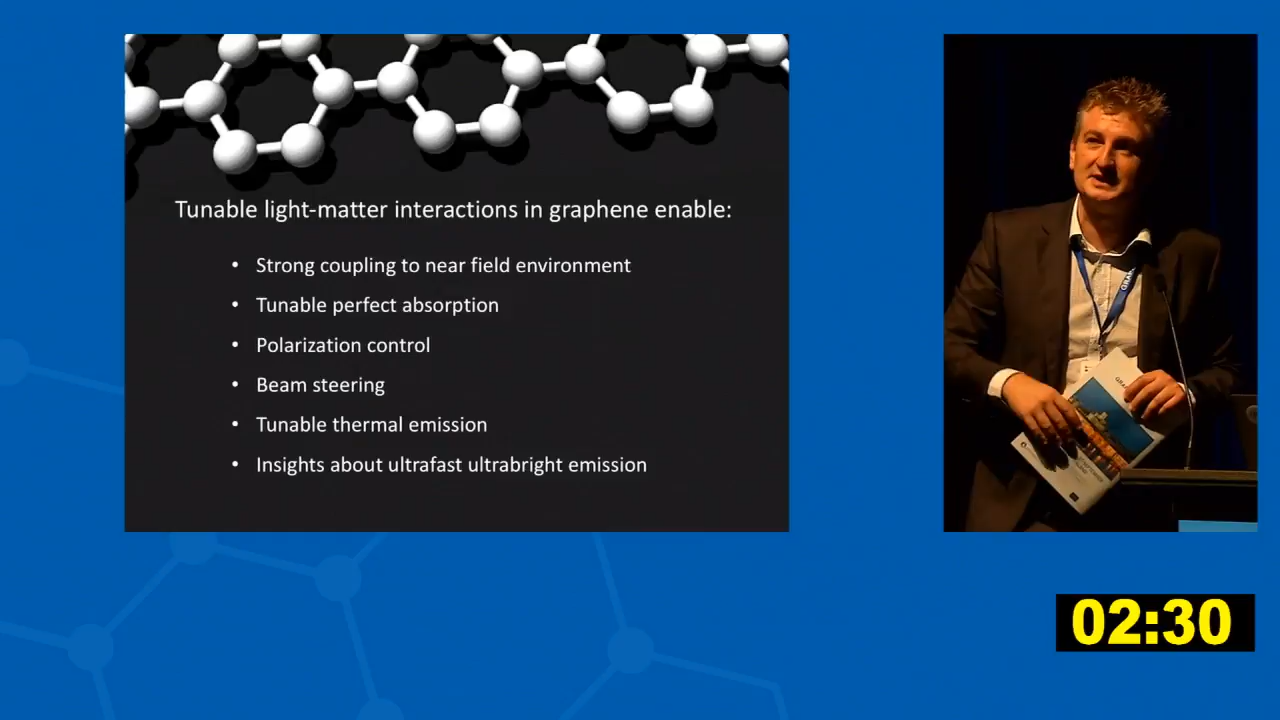 Tunable light-matter interactions in graphene enable:
• Strong coupling to near field environment
• Tunable perfect absorption
• Polarization control
• Beam steering
• Tunable thermal emission
• Insights about ultrafast ultrabright emission
02:30